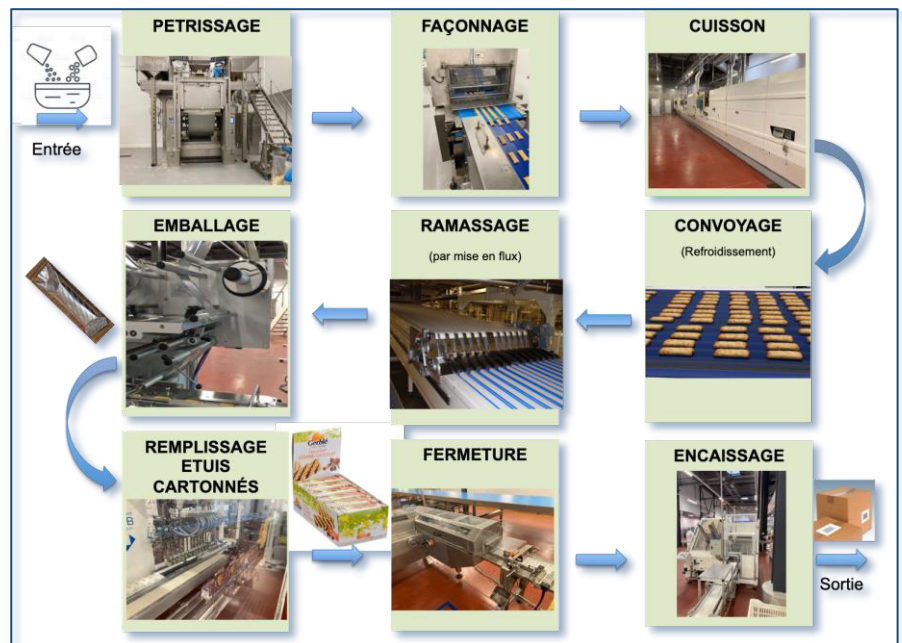 PETRISSAGE
FAÇONNAGE
CUISSON
Entrée
EMBALLAGE
RAMASSAGE
(par mise en flux)
CONVOYAGE
(Refroidissement)
REMPLISSAGE
ETUIS
CARTONNÉS
Gerblé
FERMETURE
ENCAISSAGE
Sortie